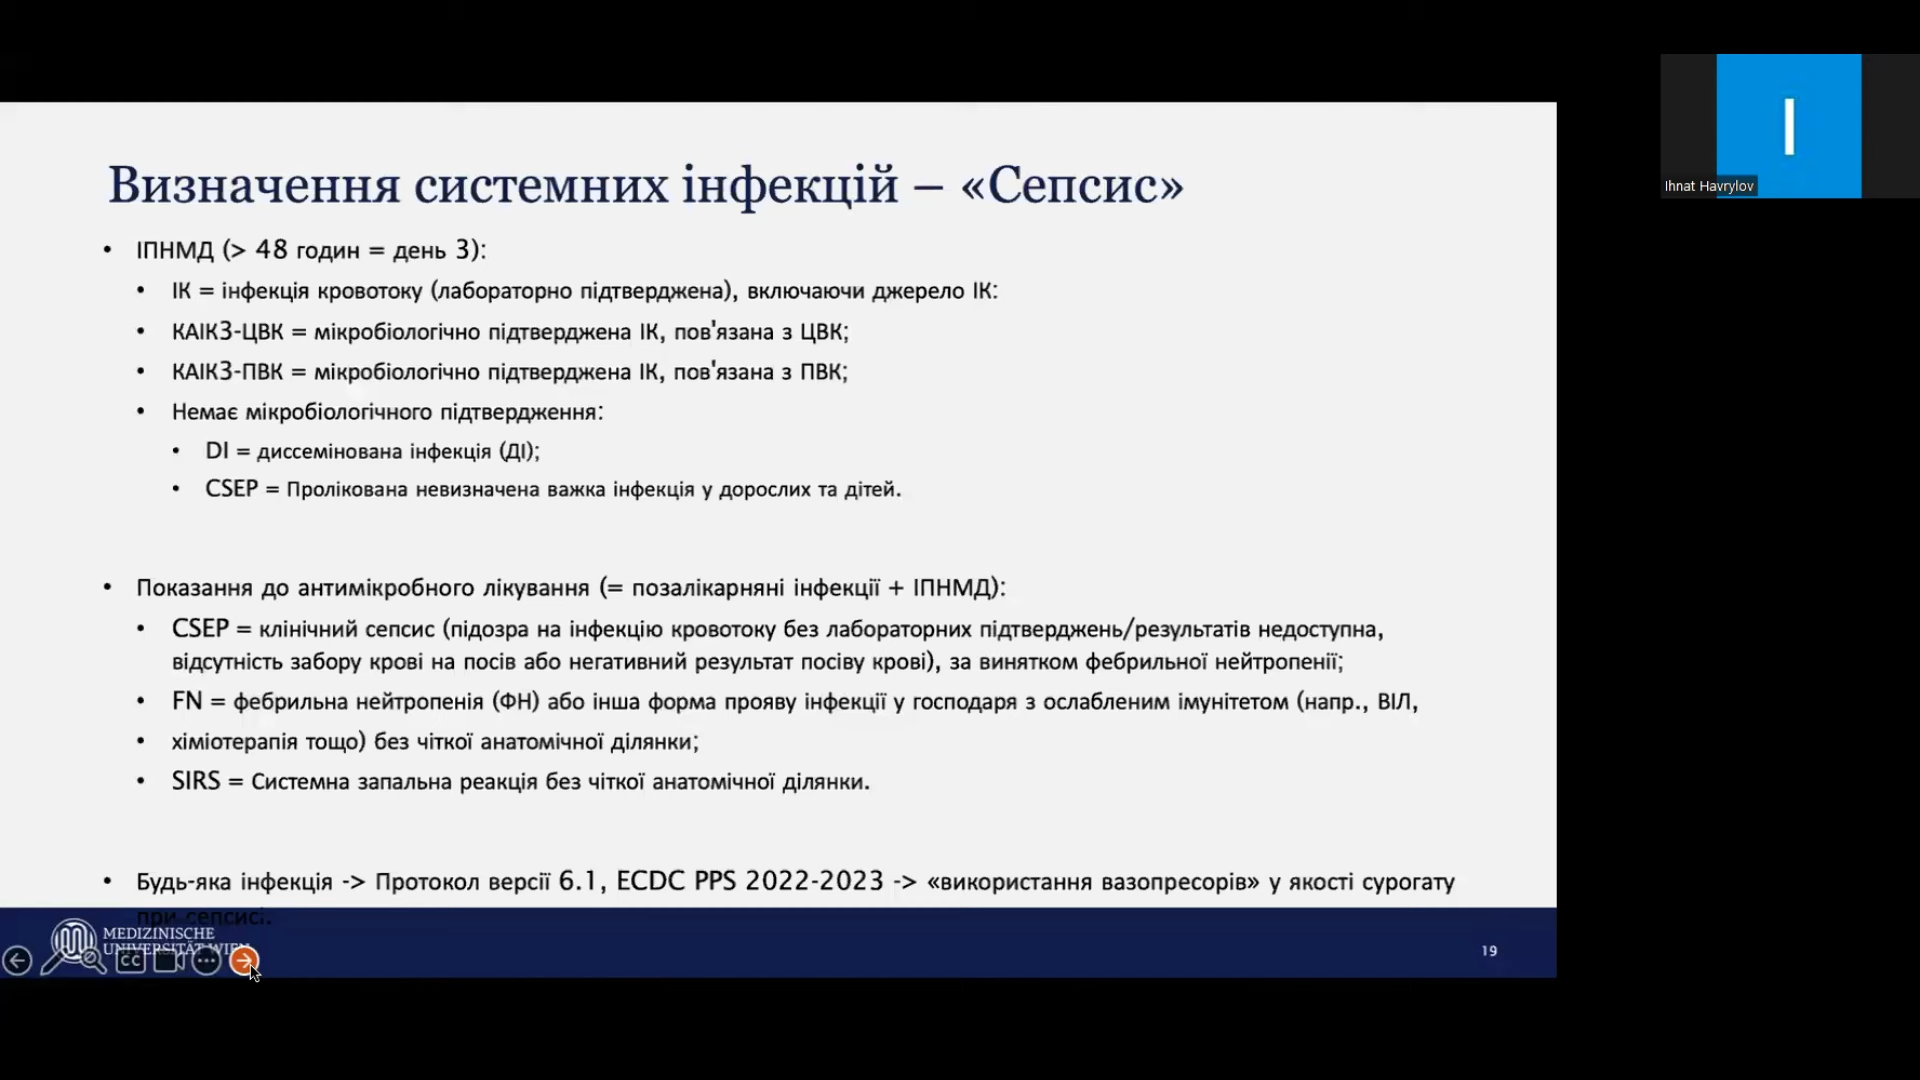 Визначення системних інфекцій – «Сепсис»
• ІПНМД (> 48 годин = день 3):
• ІК = інфекція кровотоку (лабораторно підтверджена), включаючи джерело ІК:
• КАІК3-ЦВК = мікробіологічно підтверджена ІК, пов'язана з ЦВК;
• КАІК3-ПВК = мікробіологічно підтверджена ІК, пов'язана з ПВК;
• Немає мікробіологічного підтвердження:
• DI = диссемінована інфекція (ДІ);
• CSEP = Пролікована невизначена важка інфекція у дорослих та дітей.
• Показання до антимікробного лікування (= позалікарняні інфекції + ІПНМД):
• CSEP = клінічний сепсис (підозра на інфекцію кровотоку без лабораторних підтверджень/результатів недоступна,
відсутність забору крові на посів або негативний результат посіву крові), за винятком фебрильної нейтропенії;
• FN = фебрильна нейтропенія (ФН) або інша форма прояву інфекції у господаря з ослабленим імунітетом (напр., ВІЛ,
• хіміотерапія тощо) без чіткої анатомічної ділянки;
• SIRS = Системна запальна реакція без чіткої анатомічної ділянки.
• Будь-яка інфекція -> Протокол версії 6.1, ECDC PPS 2022-2023 -> «використання вазопресорів» у якості сурогату
при сепсисі.
MEDIZINISCHE
UNIVERSITÄT WIEN
CC
19
I
Ihnat Havrylov